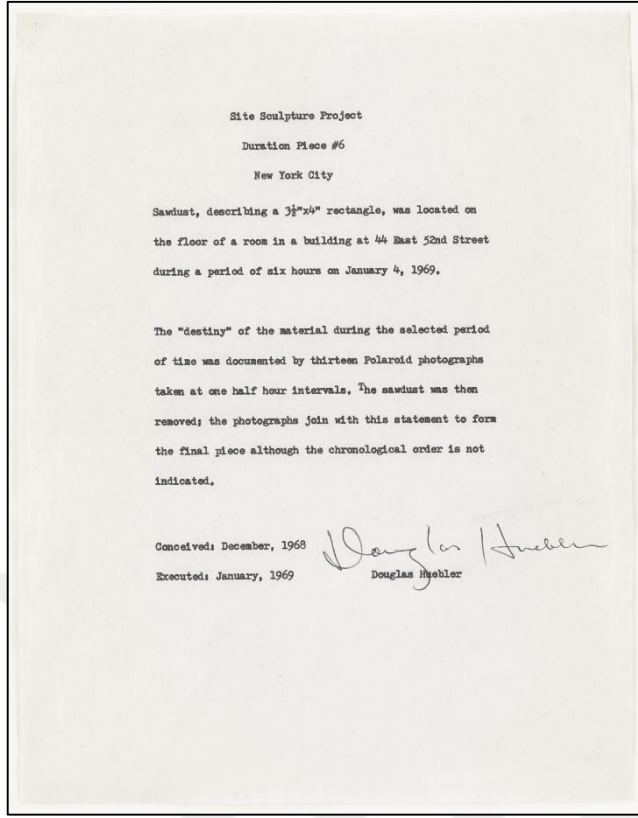 Site Soulpture Project
Duration Piece #6
New York City
Sawdust, describing a 3½"x4" rectangle, was located on
the floor of a room in a building at 44 East 52nd Street
during a period of six hours on January 4, 1969.
The "destiny" of the material during the selected period
of time was documented by thirteen Polaroid photographs
taken at one half hour intervals. The sawdust was then
removed; the photographs join with this statement to form
the final piece although the chronological order is not
indicated.
Conceived: December, 1968
Executed: January, 1969
Douglas Huebler
Douglas Huebler